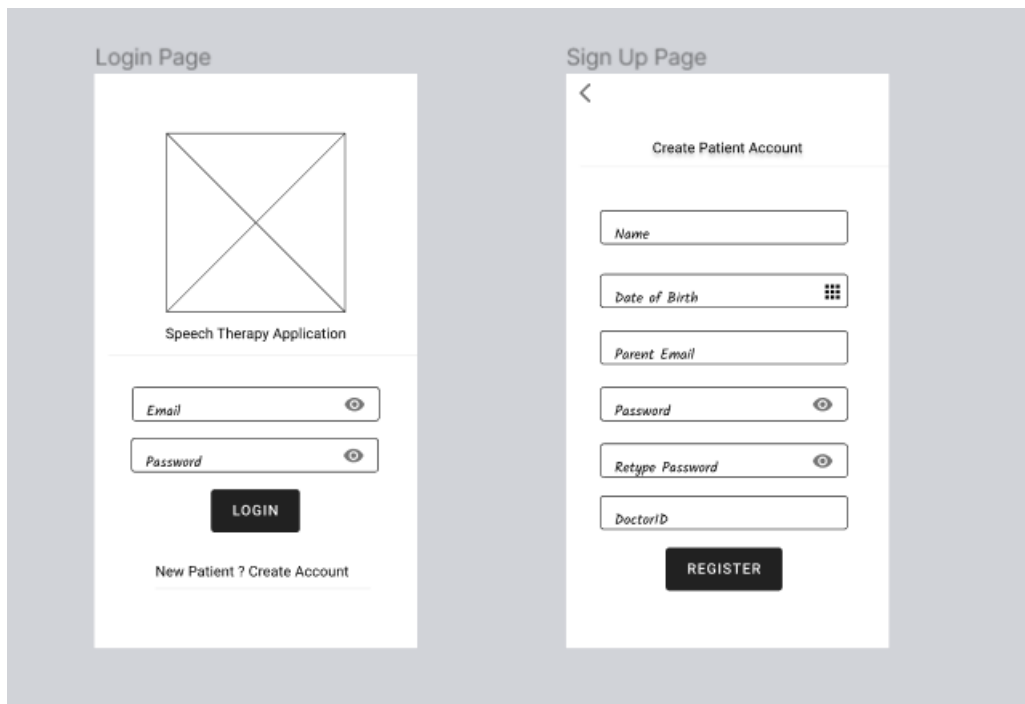 Login Page
Speech Therapy Application
Email
Password
LOGIN
New Patient ? Create Account
Sign Up Page
Create Patient Account
Name
Date of Birth
Parent Email
Password
Retype Password
DoctorID
REGISTER